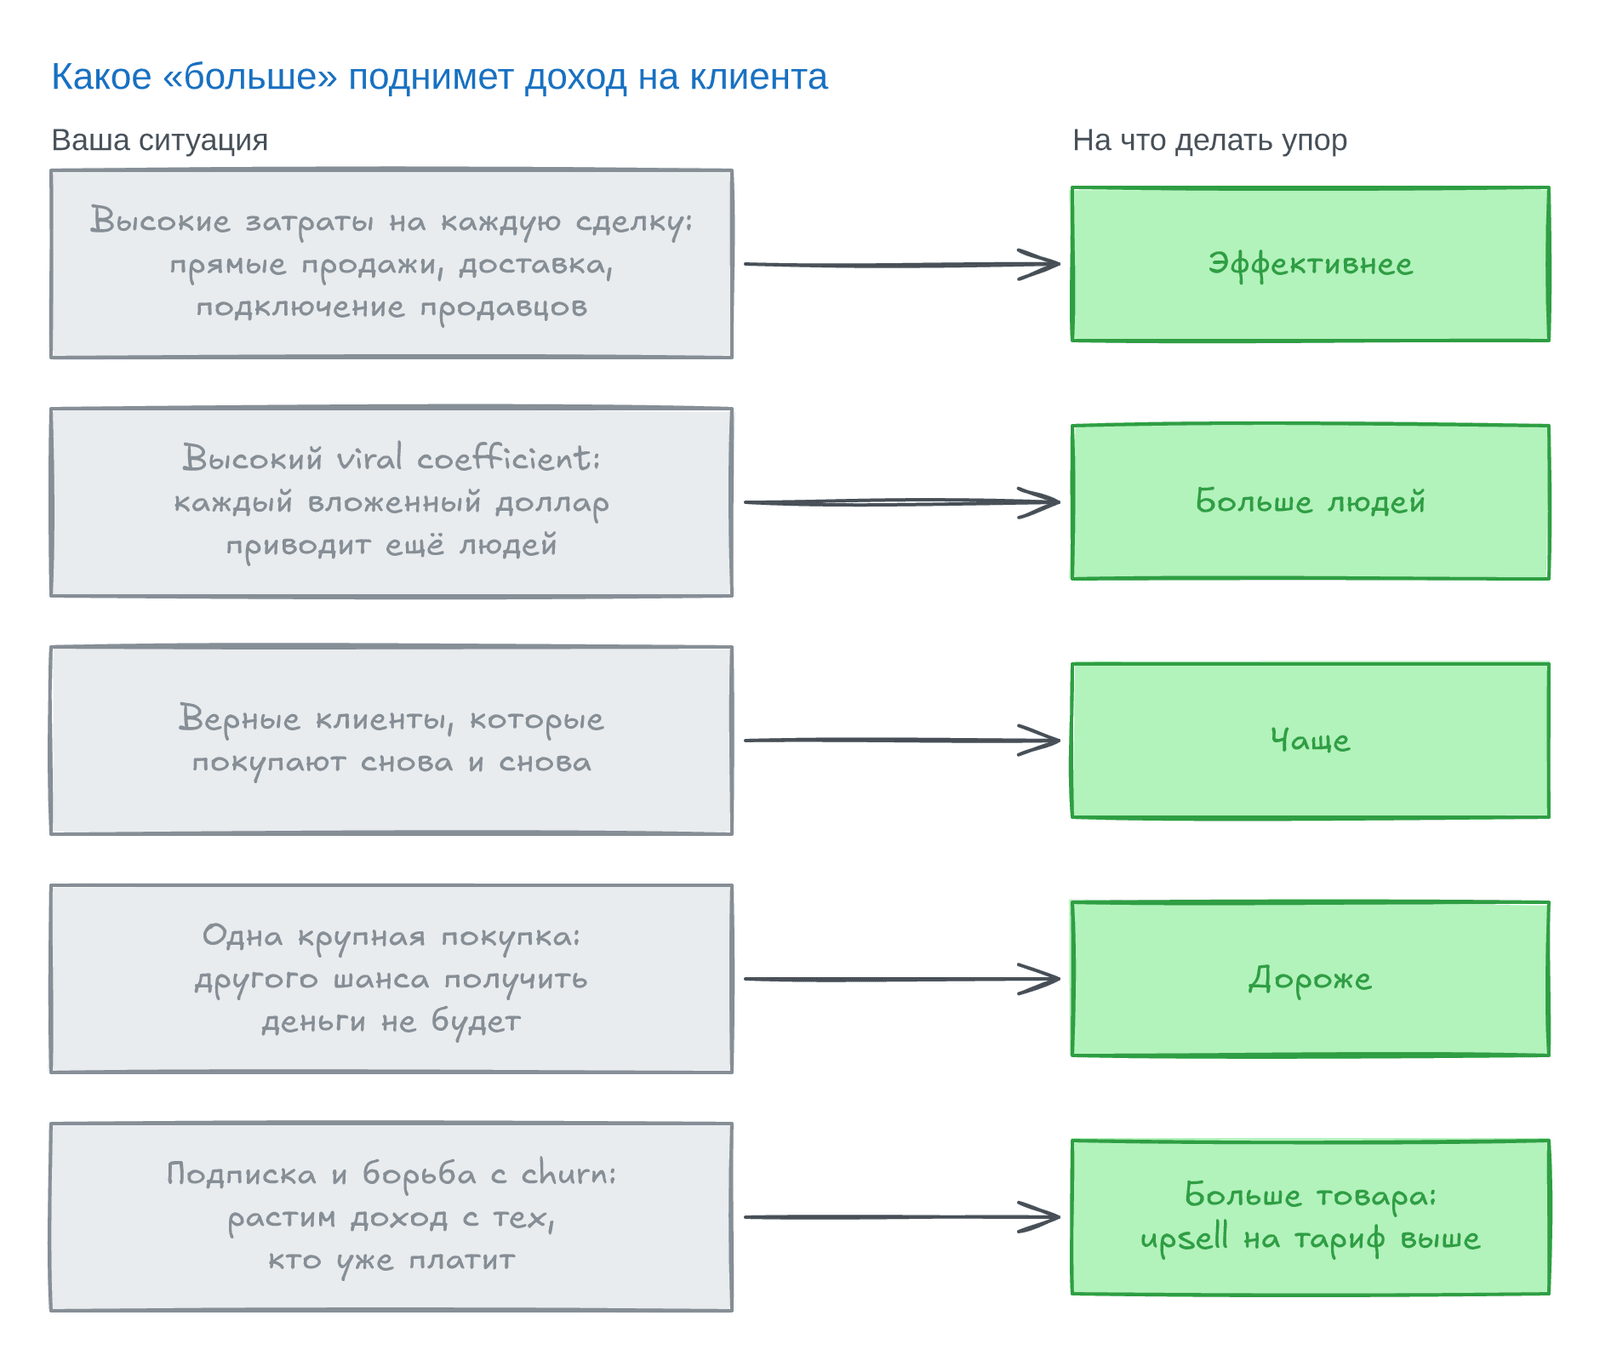 Какое «больше» поднимет доход на клиента
Ваша ситуация
На что делать упор
Высокие затраты на каждую сделку:
прямые продажи, доставка,
подключение продавцов
Эффективнее
Высокий viral coefficient:
каждый вложенный доллар
приводит ещё людей
Больше людей
Верные клиенты, которые
покупают снова и снова
Чаще
Одна крупная покупка:
другого шанса получить
деньги не будет
Дороже
Подписка и борьба с churn:
растим доход с тех,
кто уже платит
Больше товара:
upsell на тариф выше